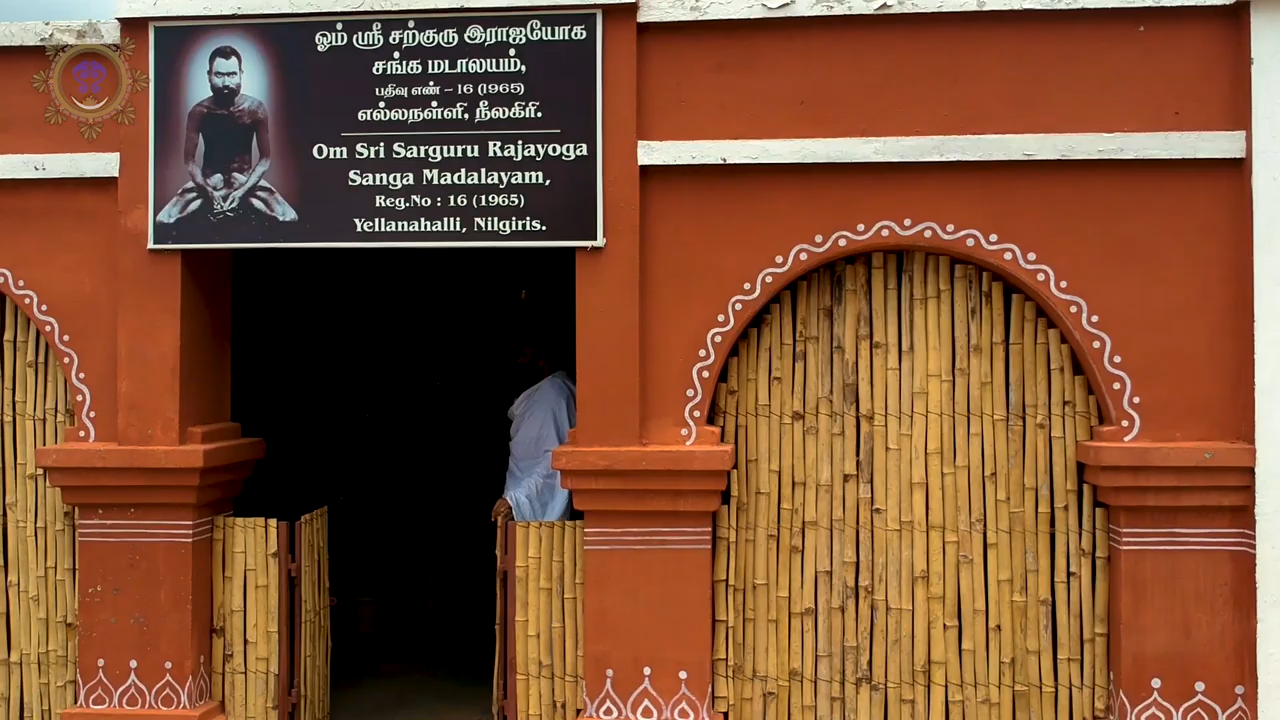 ஓம் ஸ்ரீ சற்குரு இராஜயோக
சங்க மடாலயம்,
பதிவு எண் – 16 (1965)
எல்லநள்ளி, நீலகிரி.
Om Sri Sarguru Rajayoga
Sanga Madalayam,
Reg.No : 16 (1965)
Yellanahalli, Nilgiris.